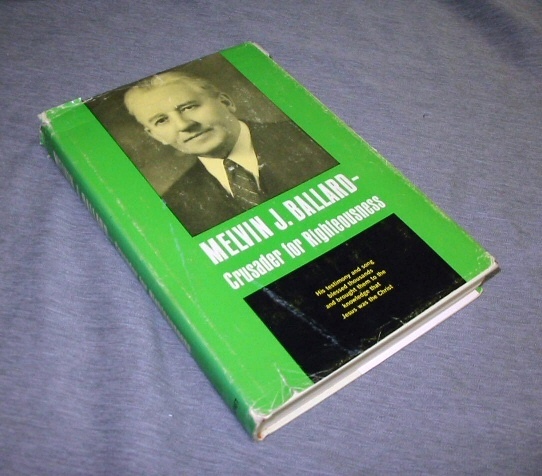 MELVIN J. BALLARD—
Crusader for Righteousness
His testimony and song
blessed thousands
and brought them to the
knowledge that
Jesus was the Christ